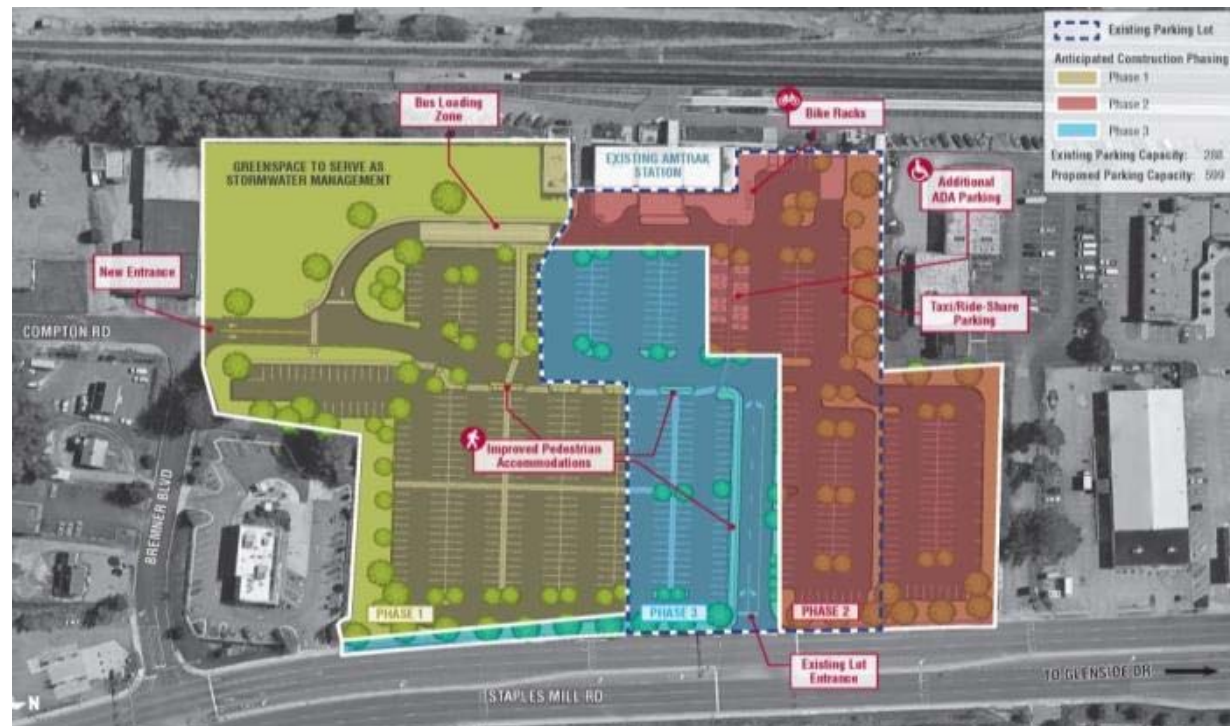 Existing Parking Lot
Anticipated Construction Phasing
Phase 1
Phase 2
Phase 3
Existing Parking Capacity: 288
Proposed Parking Capacity: 599
Bus Loading
Zone
Bike Racks
GREENSPACE TO SERVE AS
STORMWATER MANAGEMENT
EXISTING AMTRAK
STATION
Additional
ADA Parking
New Entrance
Taxi/Ride-Share
Parking
COMPTON RD
Improved Pedestrian
Accommodations
BREMNER BLVD
PHASE 1
PHASE 3
PHASE 2
Existing Lot
Entrance
TO GLENSIDE DR
STAPLES MILL RD
N